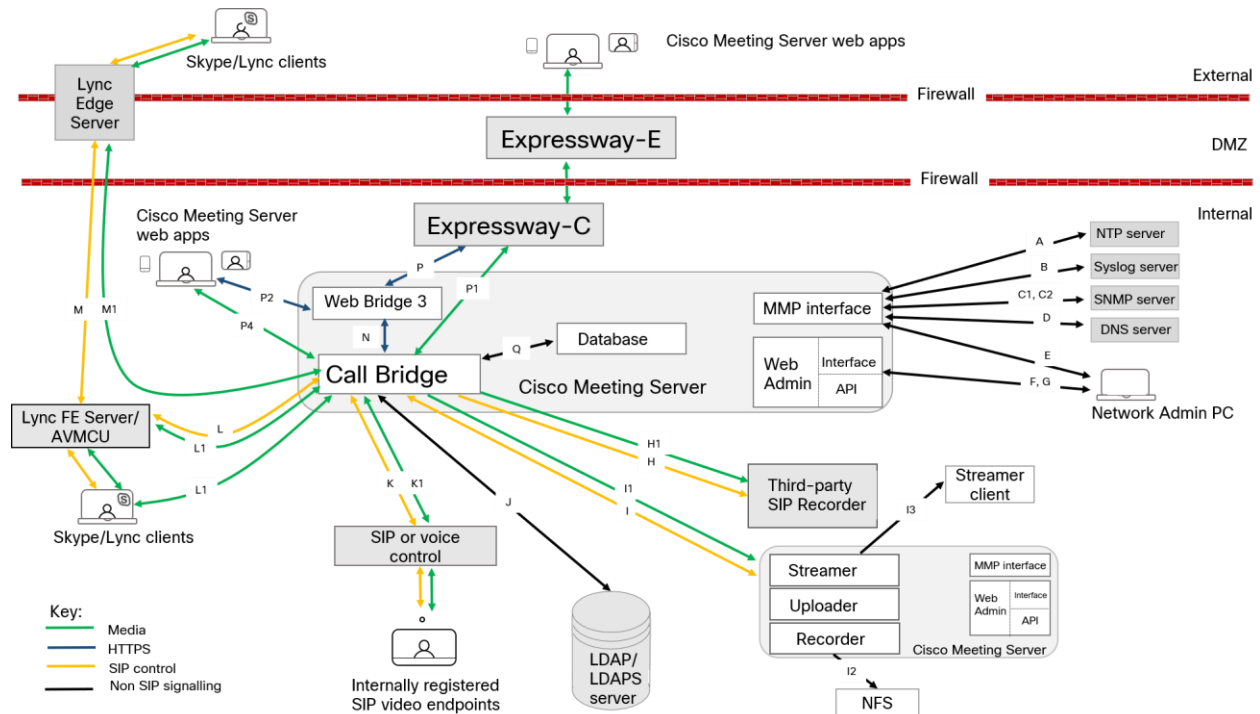 Skype/Lync clients
Cisco Meeting Server web apps
External
Lync
Edge
Server
Firewall
Expressway-E
DMZ
Firewall
Internal
Cisco Meeting Server
web apps
Expressway-C
A
NTP server
B
Syslog server
C1, C2
SNMP server
D
DNS server
P
P1
P2
P4
Web Bridge 3
N
MMP interface
M
M1
Q
Database
Call Bridge
Cisco Meeting Server
Web
Admin
Interface
API
E
F, G
Network Admin PC
Lync FE Server/
AVMCU
L
L1
L1
S
S
Skype/Lync clients
K
K1
J
I1
I
H1
H
Third-party
SIP Recorder
Streamer
client
I3
SIP or voice
control
Streamer
Uploader
Recorder
MMP interface
Web
Admin
Interface
API
Cisco Meeting Server
I2
NFS
LDAP/
LDAPS
server
Internally registered
SIP video endpoints
Key:
Media
HTTPS
SIP control
Non SIP signalling